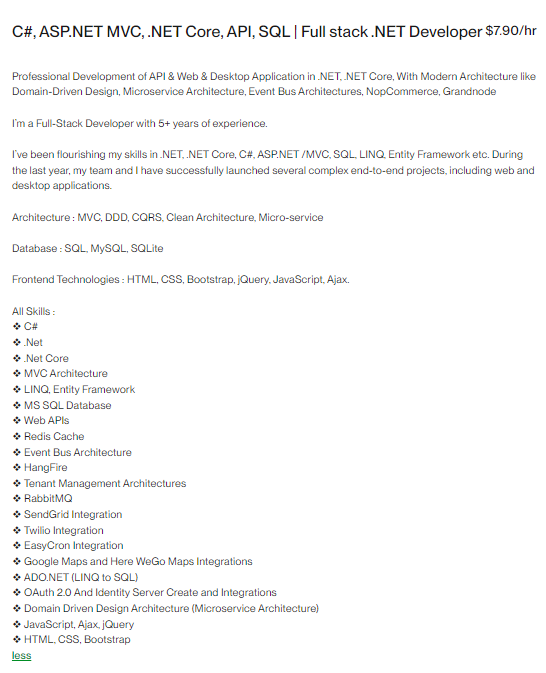 C#, ASP.NET MVC, .NET Core, API, SQL | Full stack .NET Developer $7.90/hr
Professional Development of API & Web & Desktop Application in .NET, .NET Core, With Modern Architecture like
Domain-Driven Design, Microservice Architecture, Event Bus Architectures, NopCommerce, Grandnode
I'm a Full-Stack Developer with 5+ years of experience.
I've been flourishing my skills in .NET, .NET Core, C#, ASP.NET /MVC, SQL, LINQ, Entity Framework etc. During
the last year, my team and I have successfully launched several complex end-to-end projects, including web and
desktop applications.
Architecture : MVC, DDD, CQRS, Clean Architecture, Micro-service
Database : SQL, MySQL, SQLite
Frontend Technologies : HTML, CSS, Bootstrap, jQuery, JavaScript, Ajax.
All Skills :
❖ C#
❖ .Net
❖ .Net Core
❖ MVC Architecture
❖ LINQ, Entity Framework
❖ MS SQL Database
❖ Web APIs
❖ Redis Cache
❖ Event Bus Architecture
❖ HangFire
❖ Tenant Management Architectures
❖ RabbitMQ
❖ SendGrid Integration
❖ Twilio Integration
❖ EasyCron Integration
❖ Google Maps and Here WeGo Maps Integrations
❖ ADO.NET (LINQ to SQL)
❖ OAuth 2.0 And Identity Server Create and Integrations
❖ Domain Driven Design Architecture (Microservice Architecture)
❖ JavaScript, Ajax, jQuery
❖ HTML, CSS, Bootstrap
less